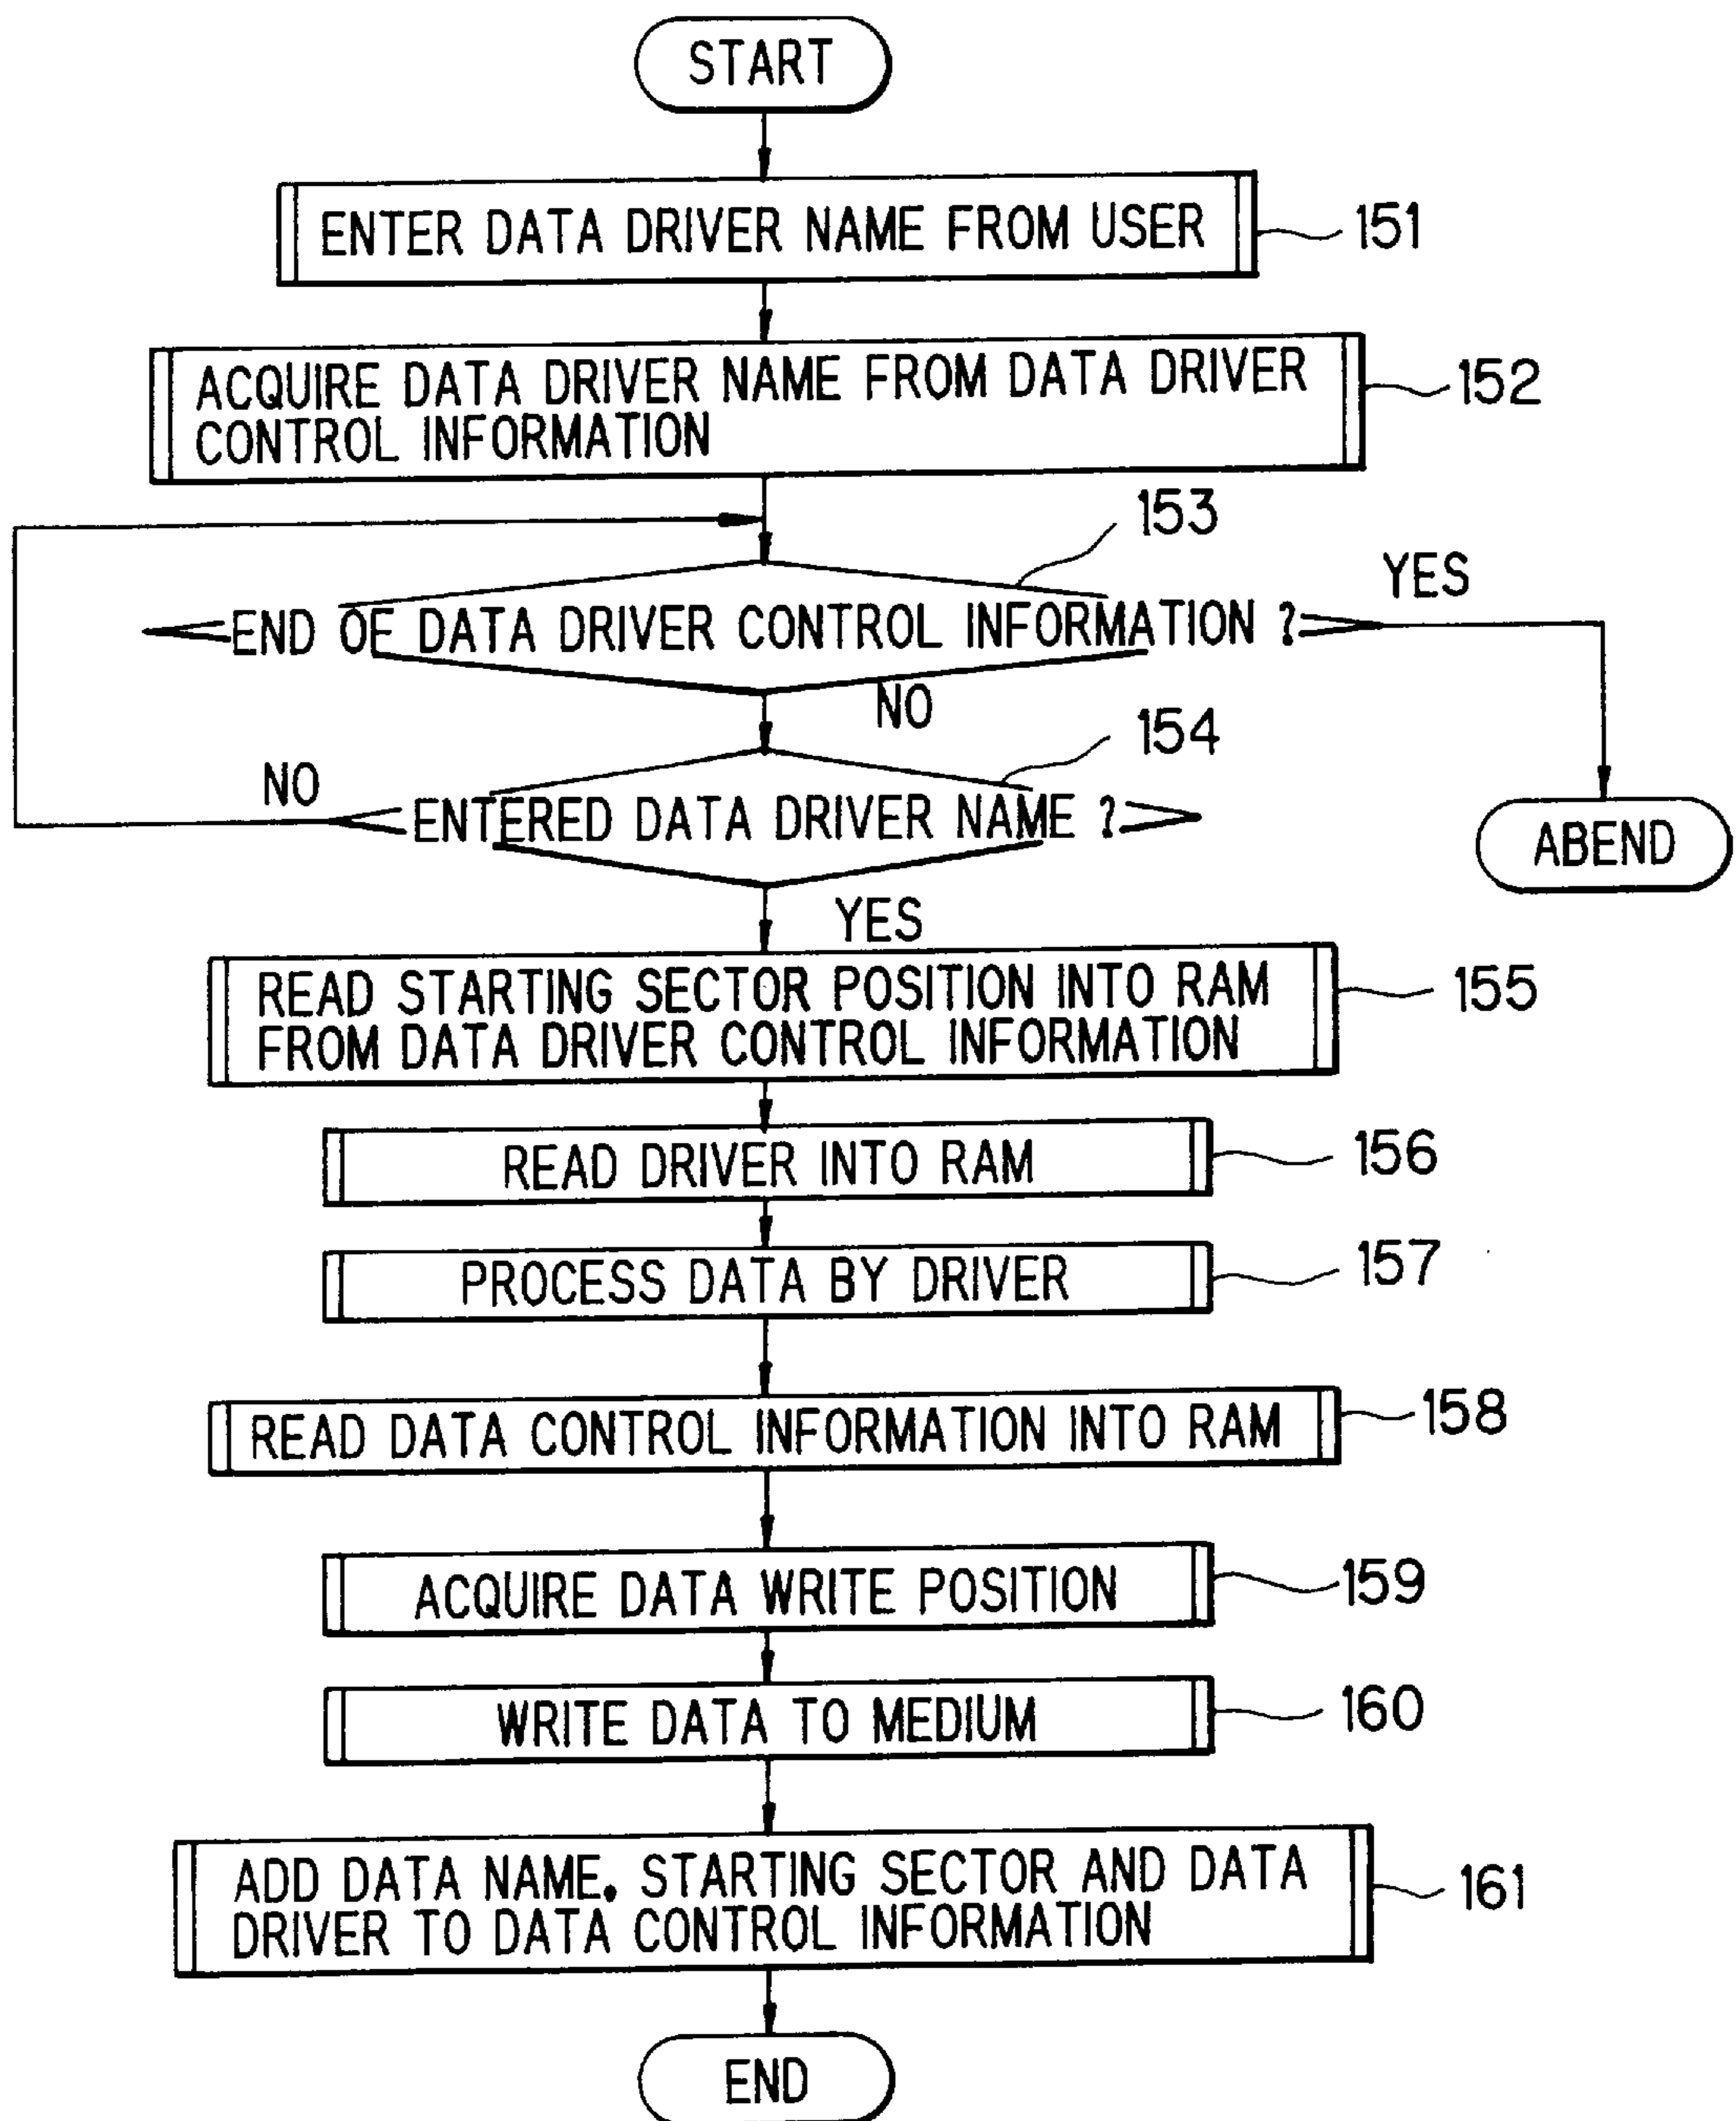 START
ENTER DATA DRIVER NAME FROM USER
151
ACQUIRE DATA DRIVER NAME FROM DATA DRIVER
CONTROL INFORMATION
152
153
END OF DATA DRIVER CONTROL INFORMATION ?
YES
NO
154
NO
ENTERED DATA DRIVER NAME ?
ABEND
YES
READ STARTING SECTOR POSITION INTO RAM
FROM DATA DRIVER CONTROL INFORMATION
155
READ DRIVER INTO RAM
156
PROCESS DATA BY DRIVER
157
READ DATA CONTROL INFORMATION INTO RAM
158
ACQUIRE DATA WRITE POSITION
159
WRITE DATA TO MEDIUM
160
ADD DATA NAME. STARTING SECTOR AND DATA
DRIVER TO DATA CONTROL INFORMATION
161
END